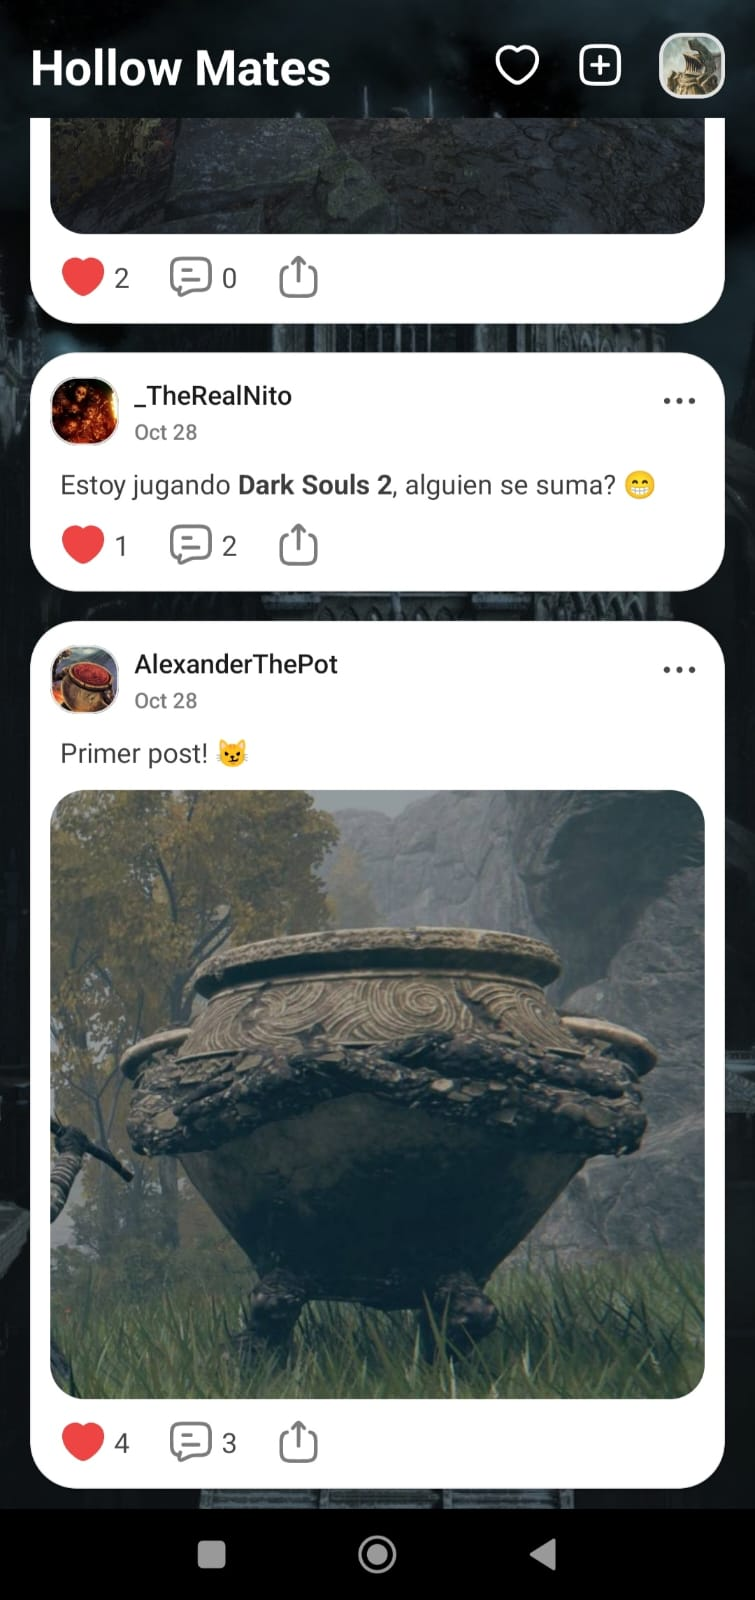 Hollow Mates
2 0
_TheRealNito
Oct 28
Estoy jugando Dark Souls 2, alguien se suma? 😁
1 2
AlexanderThePot
Oct 28
Primer post! 😼
4 3